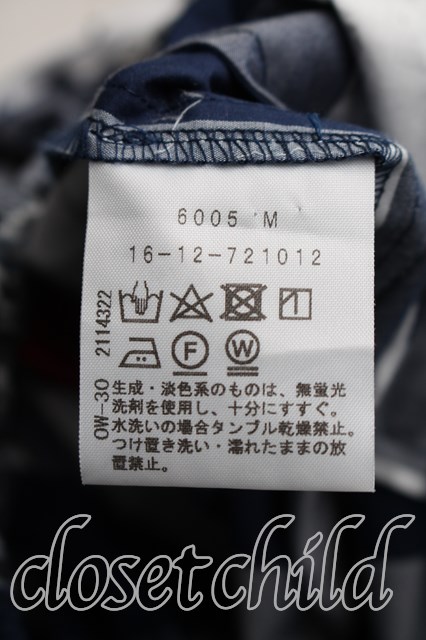 6005 M
16-12-721012
OW-30 2114322
生成・淡色系のものは、無蛍光
洗剤を使用し、十分にすすぐ。
水洗いの場合タンブル乾燥禁止。
つけ置き洗い・濡れたままの放
置禁止。
F W
closet child